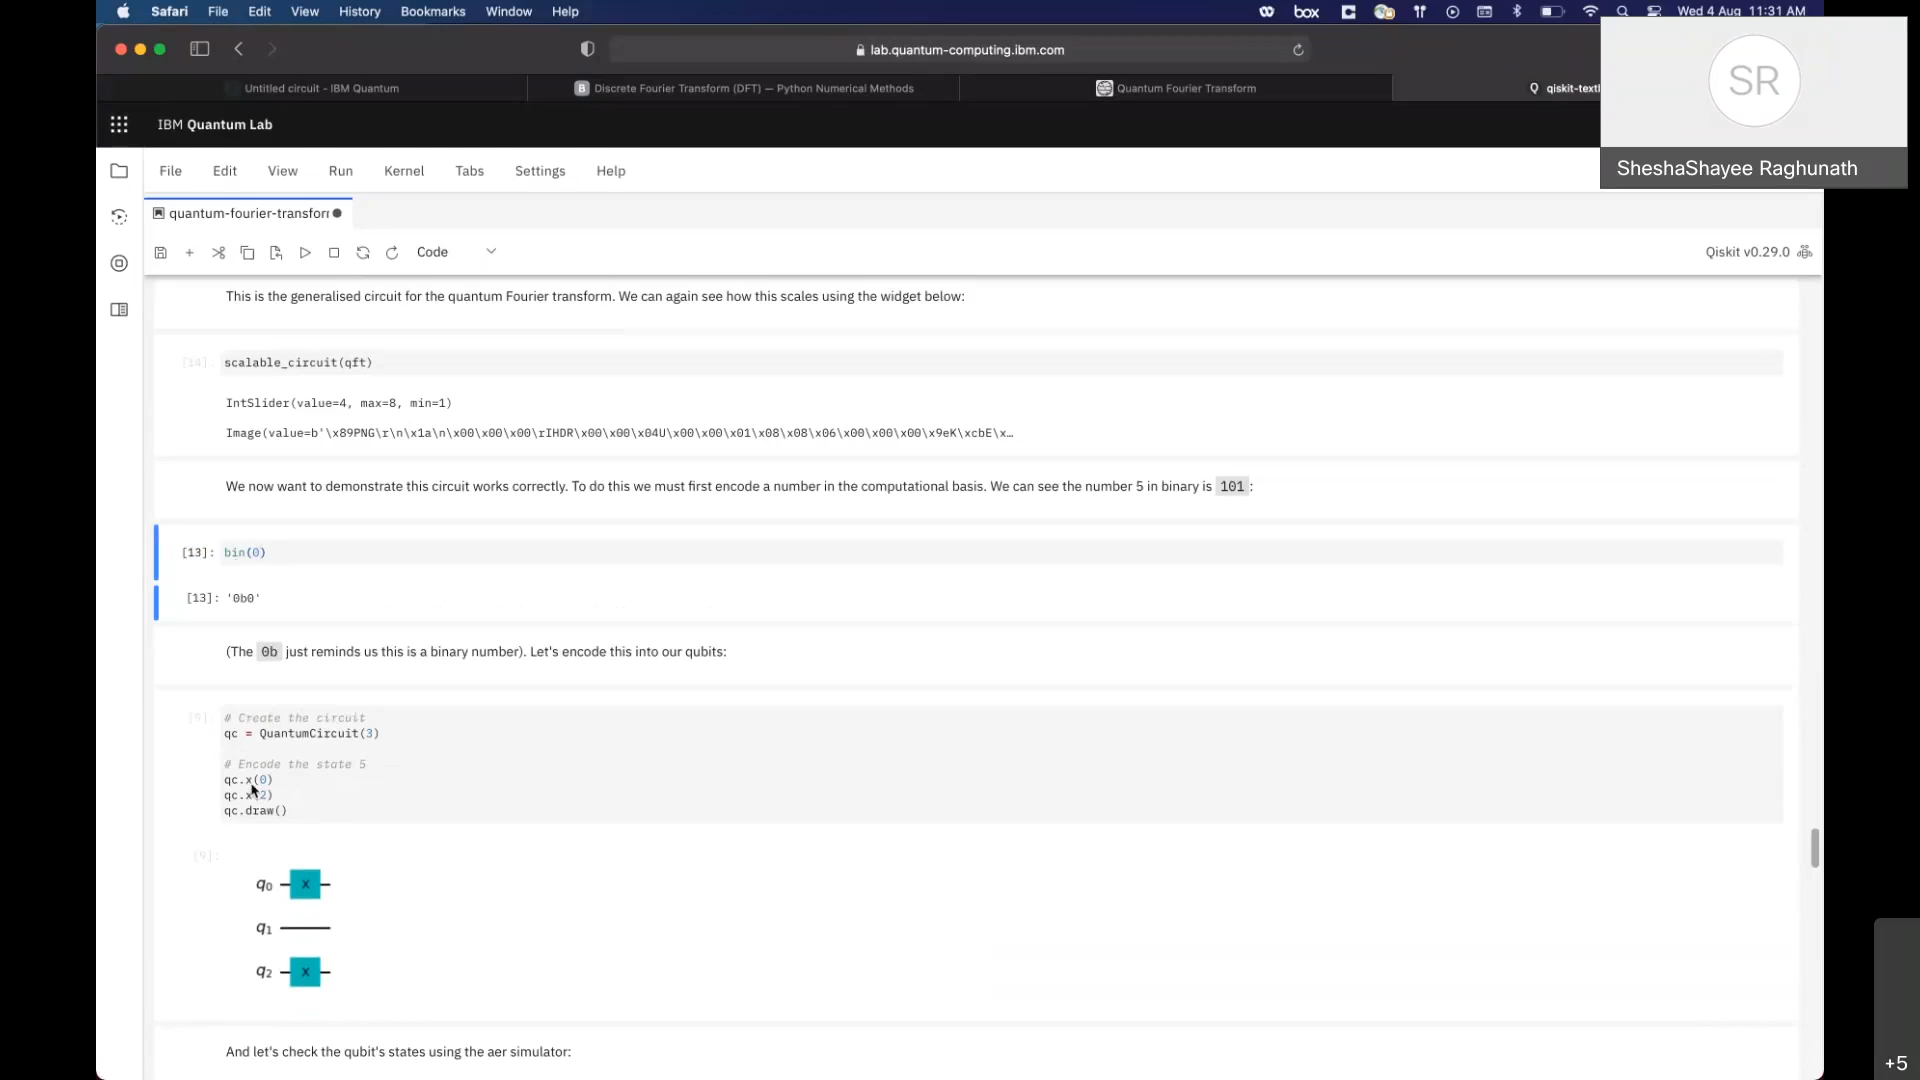 Safari File Edit View History Bookmarks Window Help
box
Wed 4 Aug 11:31 AM
lab.quantum-computing.ibm.com
Untitled circuit - IBM Quantum
B Discrete Fourier Transform (DFT) — Python Numerical Methods
Quantum Fourier Transform
qiskit-text
SR
SheshaShayee Raghunath
IBM Quantum Lab
File Edit View Run Kernel Tabs Settings Help
quantum-fourier-transforr
Code
Qiskit v0.29.0
This is the generalised circuit for the quantum Fourier transform. We can again see how this scales using the widget below:
[14]: scalable_circuit(qft)
IntSlider(value=4, max=8, min=1)
Image(value=b'\x89PNG\r\n\x1a\n\x00\x00\x00\rIHDR\x00\x00\x04U\x00\x00\x01\x08\x08\x06\x00\x00\x00\x9eK\xcbE\x…
We now want to demonstrate this circuit works correctly. To do this we must first encode a number in the computational basis. We can see the number 5 in binary is 101:
[13]: bin(0)
[13]: '0b0'
(The 0b just reminds us this is a binary number). Let's encode this into our qubits:
[9]: # Create the circuit
qc = QuantumCircuit(3)
# Encode the state 5
qc.x(0)
qc.x(2)
qc.draw()
[9]:
q0 X
q1
q2 X
And let's check the qubit's states using the aer simulator:
+5